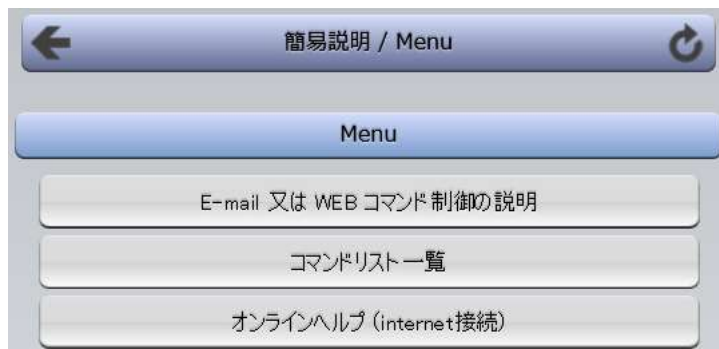 簡易説明 / Menu
Menu
E-mail 又は WEB コマンド制御の説明
コマンドリスト一覧
オンラインヘルプ (internet接続)